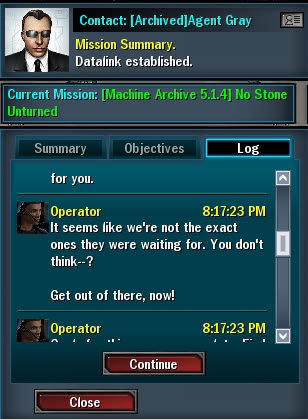 Contact: [Archived]Agent Gray
Mission Summary.
Datalink established.
Current Mission: [Machine Archive 5.1.4] No Stone
Unturned
Summary
Objectives
Log
for you.
Operator 8:17:23 PM
It seems like we're not the exact
ones they were waiting for. You don't
think--?
Get out of there, now!
Operator 8:17:23 PM
Continue
Close